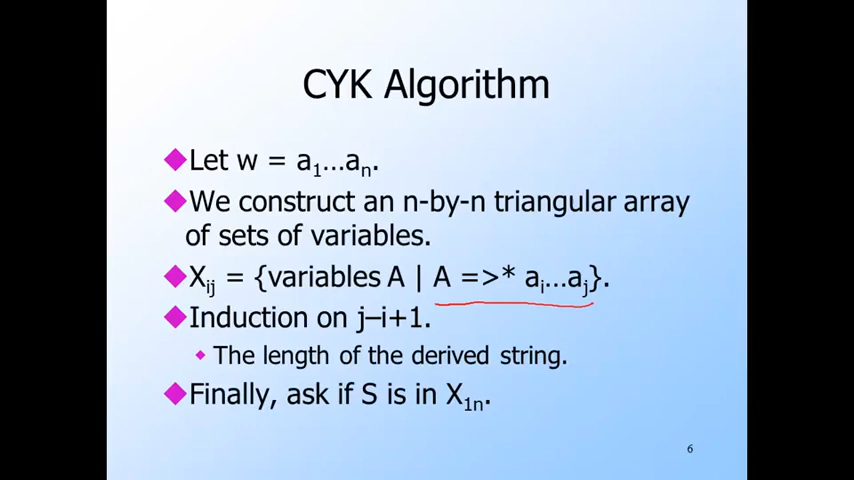 CYK Algorithm
Let w = a1…an.
We construct an n-by-n triangular array
of sets of variables.
Xij = {variables A | A =>* ai…aj}.
Induction on j–i+1.
The length of the derived string.
Finally, ask if S is in X1n.
6